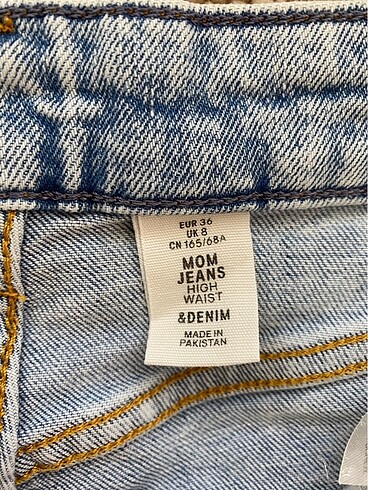 EUR 36
UK 8
CN 165/68A
MOM
JEANS
HIGH
WAIST
&DENIM
MADE IN
PAKISTAN